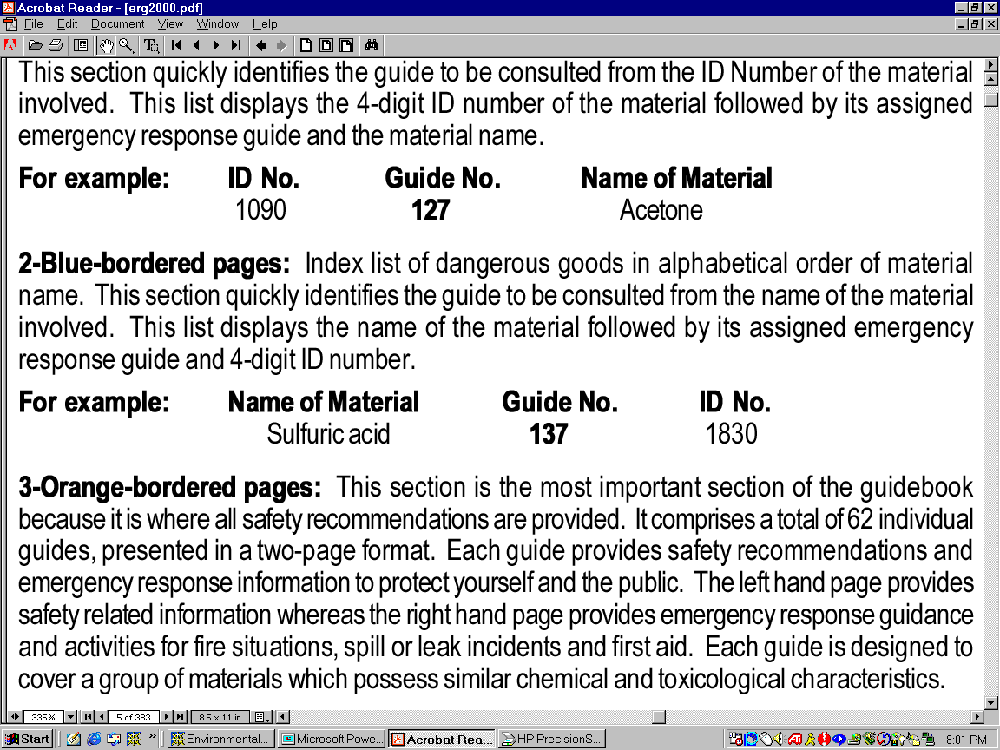 Acrobat Reader - [erg2000.pdf]
File Edit Document View Window Help
This section quickly identifies the guide to be consulted from the ID Number of the material
involved. This list displays the 4-digit ID number of the material followed by its assigned
emergency response guide and the material name.
For example: ID No. Guide No. Name of Material
1090 127 Acetone
2-Blue-bordered pages: Index list of dangerous goods in alphabetical order of material
name. This section quickly identifies the guide to be consulted from the name of the material
involved. This list displays the name of the material followed by its assigned emergency
response guide and 4-digit ID number.
For example: Name of Material Guide No. ID No.
Sulfuric acid 137 1830
3-Orange-bordered pages: This section is the most important section of the guidebook
because it is where all safety recommendations are provided. It comprises a total of 62 individual
guides, presented in a two-page format. Each guide provides safety recommendations and
emergency response information to protect yourself and the public. The left hand page provides
safety related information whereas the right hand page provides emergency response guidance
and activities for fire situations, spill or leak incidents and first aid. Each guide is designed to
cover a group of materials which possess similar chemical and toxicological characteristics.
335% 5 of 383 8.5 x 11 in
Start » Environmental... Microsoft Powe... Acrobat Rea... HP PrecisionS... 8:01 PM